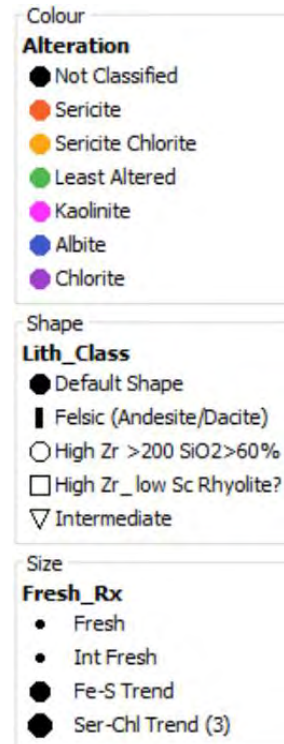 Colour
Alteration
Not Classified
Sericite
Sericite Chlorite
Least Altered
Kaolinite
Albite
Chlorite
Shape
Lith_Class
Default Shape
Felsic (Andesite/Dacite)
High Zr >200 SiO2>60%
High Zr_low Sc Rhyolite?
Intermediate
Size
Fresh_Rx
Fresh
Int Fresh
Fe-S Trend
Ser-Chl Trend (3)